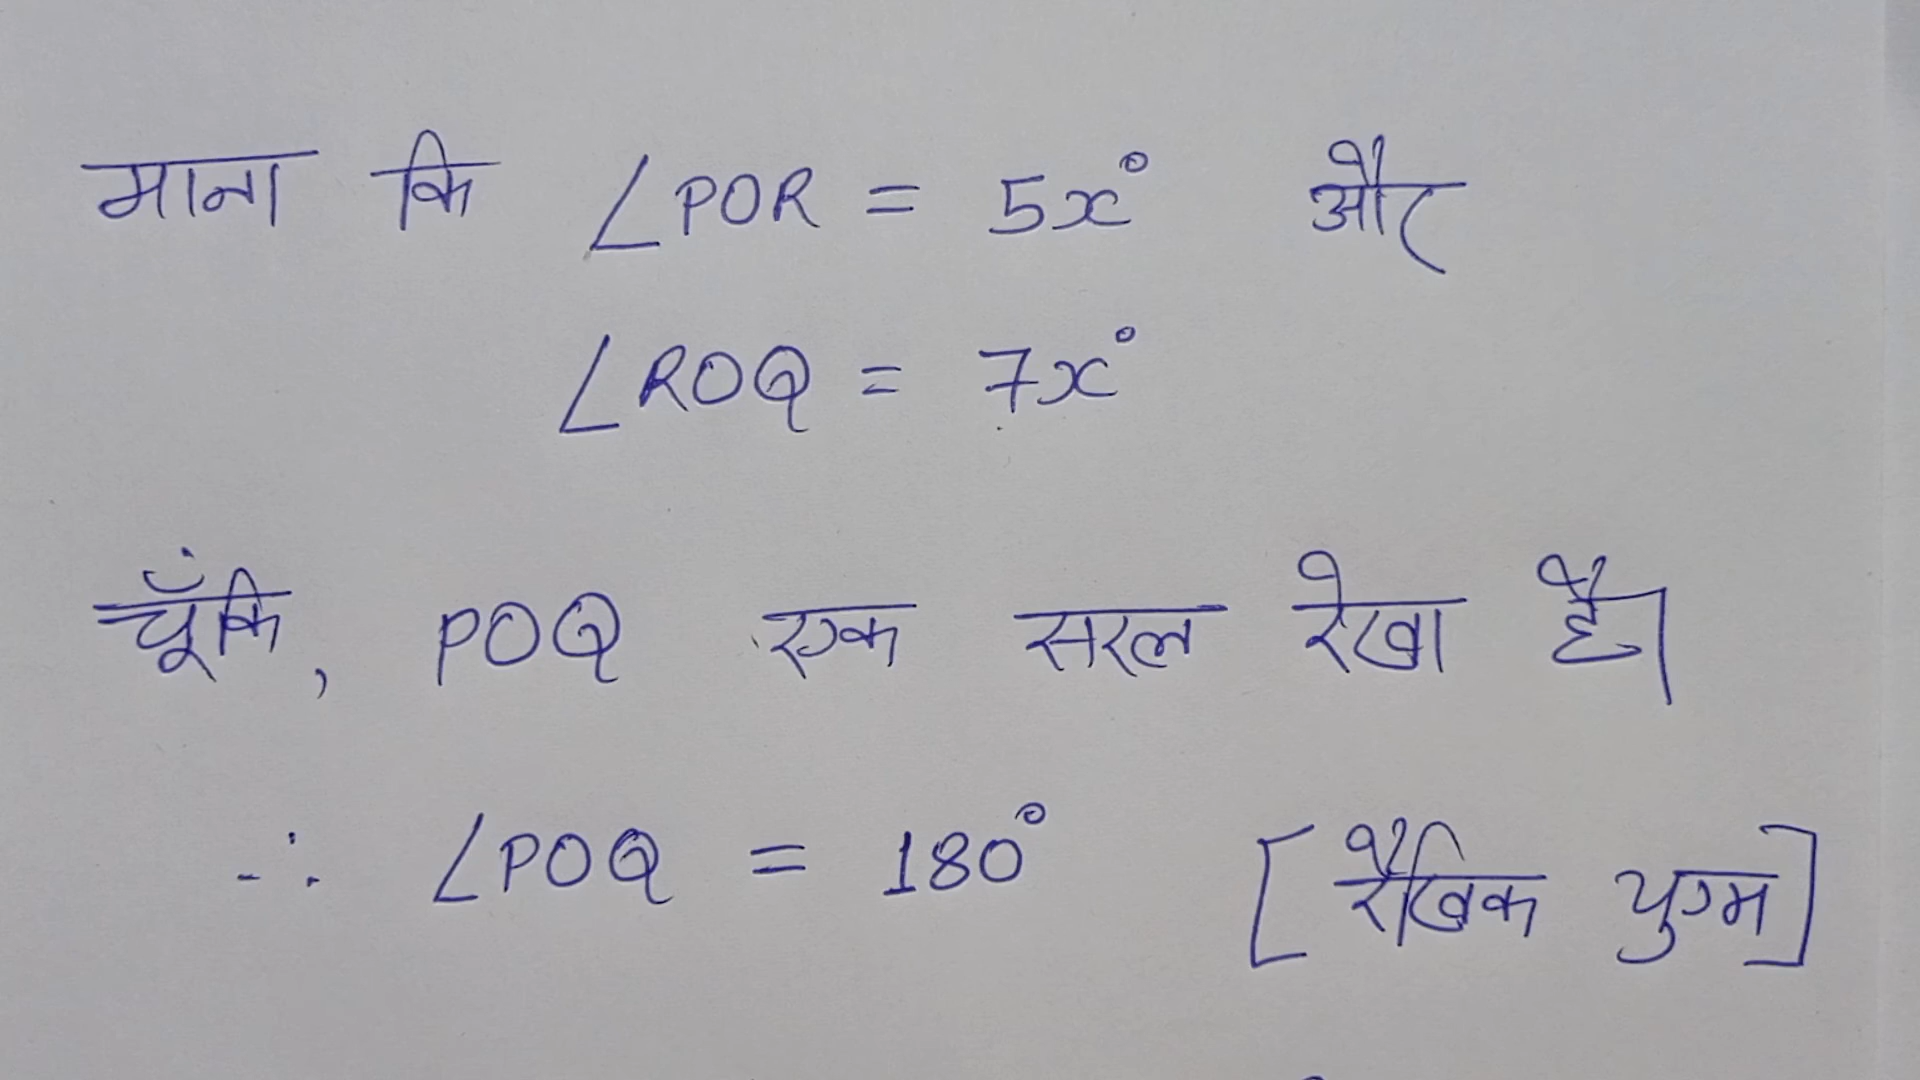 माना कि ∠POR = 5x° और
∠ROQ = 7x°
चूँकि, POQ एक सरल रेखा है।
∴ ∠POQ = 180° [रैखिक युग्म]